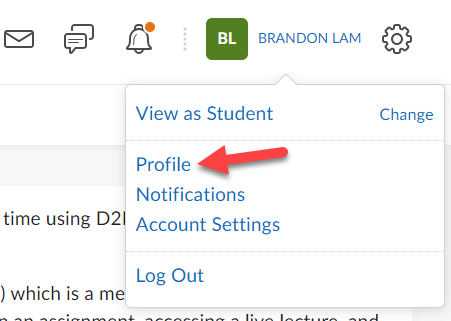 BL BRANDON LAM
View as Student Change
Profile
Notifications
Account Settings
Log Out
time using D2
) which is a me
an assignment, accessing a live lecture, and